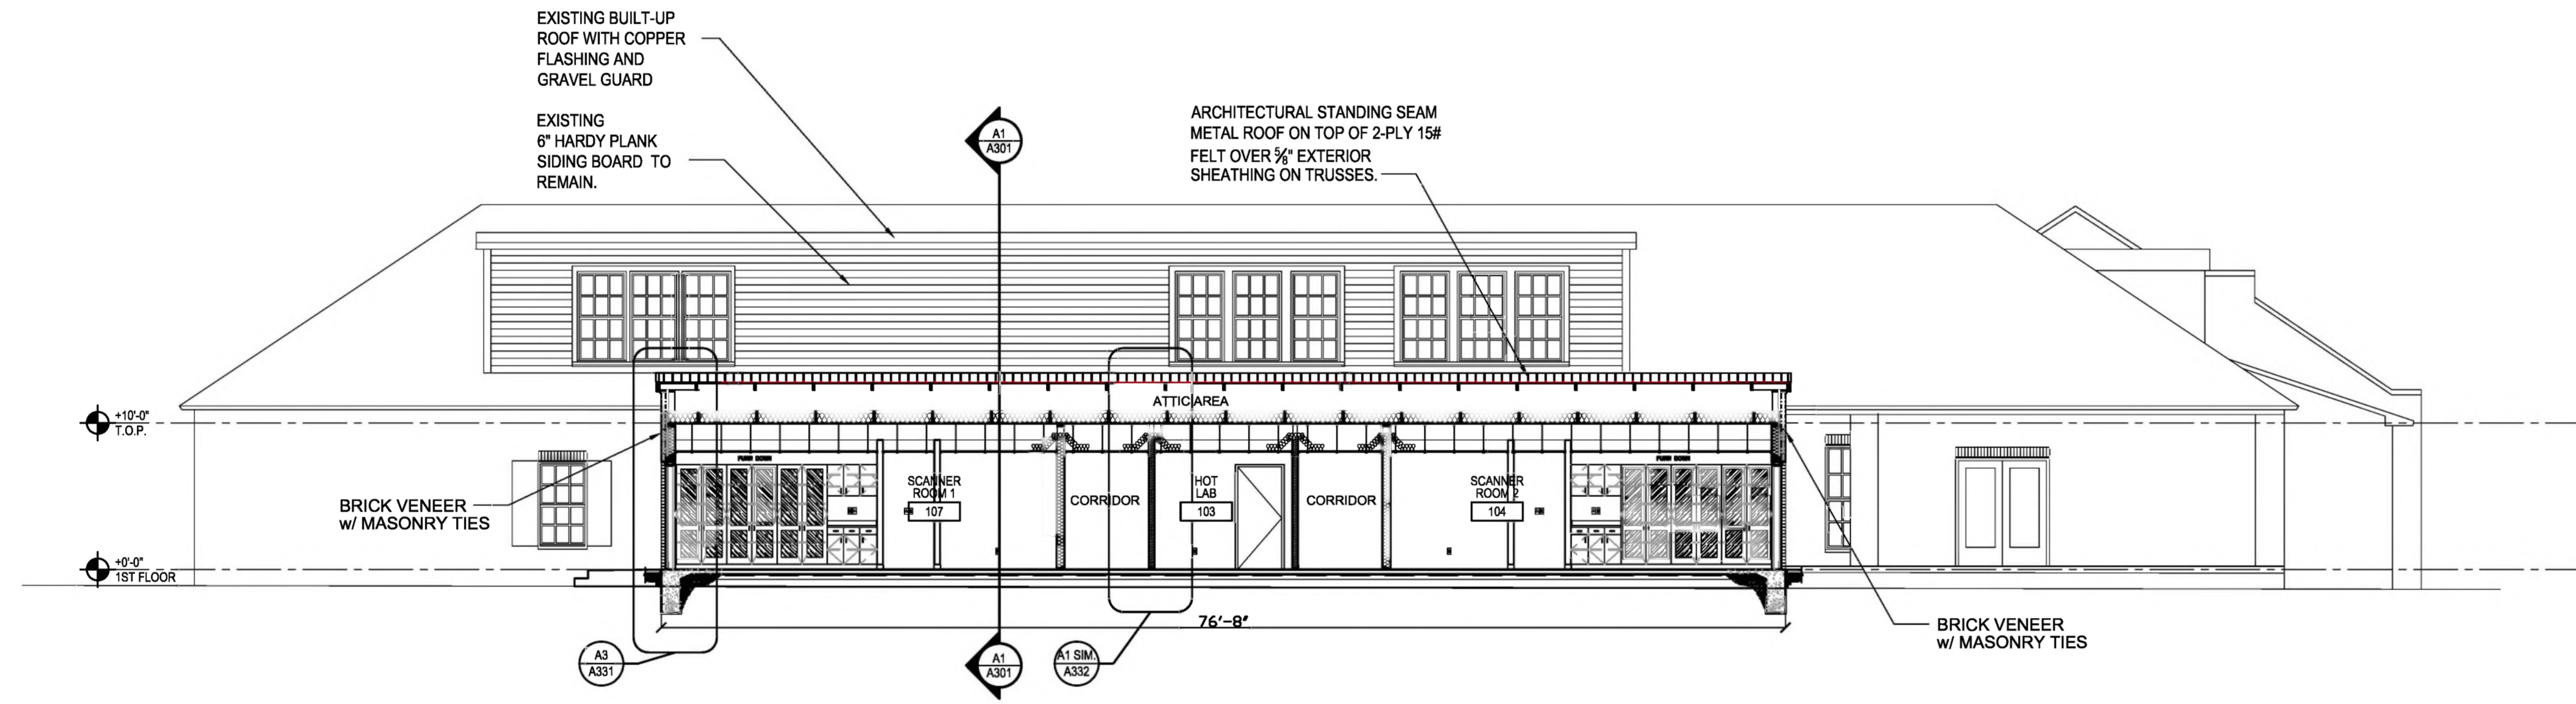 EXISTING BUILT-UP
ROOF WITH COPPER
FLASHING AND
GRAVEL GUARD
EXISTING
6" HARDY PLANK
SIDING BOARD TO
REMAIN.
A1
A301
ARCHITECTURAL STANDING SEAM
METAL ROOF ON TOP OF 2-PLY 15#
FELT OVER 5/8" EXTERIOR
SHEATHING ON TRUSSES.
ATTIC AREA
+10'-0"
T.O.P.
FURR DOWN
FURR DOWN
BRICK VENEER
w/ MASONRY TIES
SCANNER
ROOM 1
107
CORRIDOR
HOT
LAB
103
CORRIDOR
SCANNER
ROOM 2
104
+0'-0"
1ST FLOOR
76'-8"
BRICK VENEER
w/ MASONRY TIES
A3
A331
A1
A301
A1 SIM.
A332